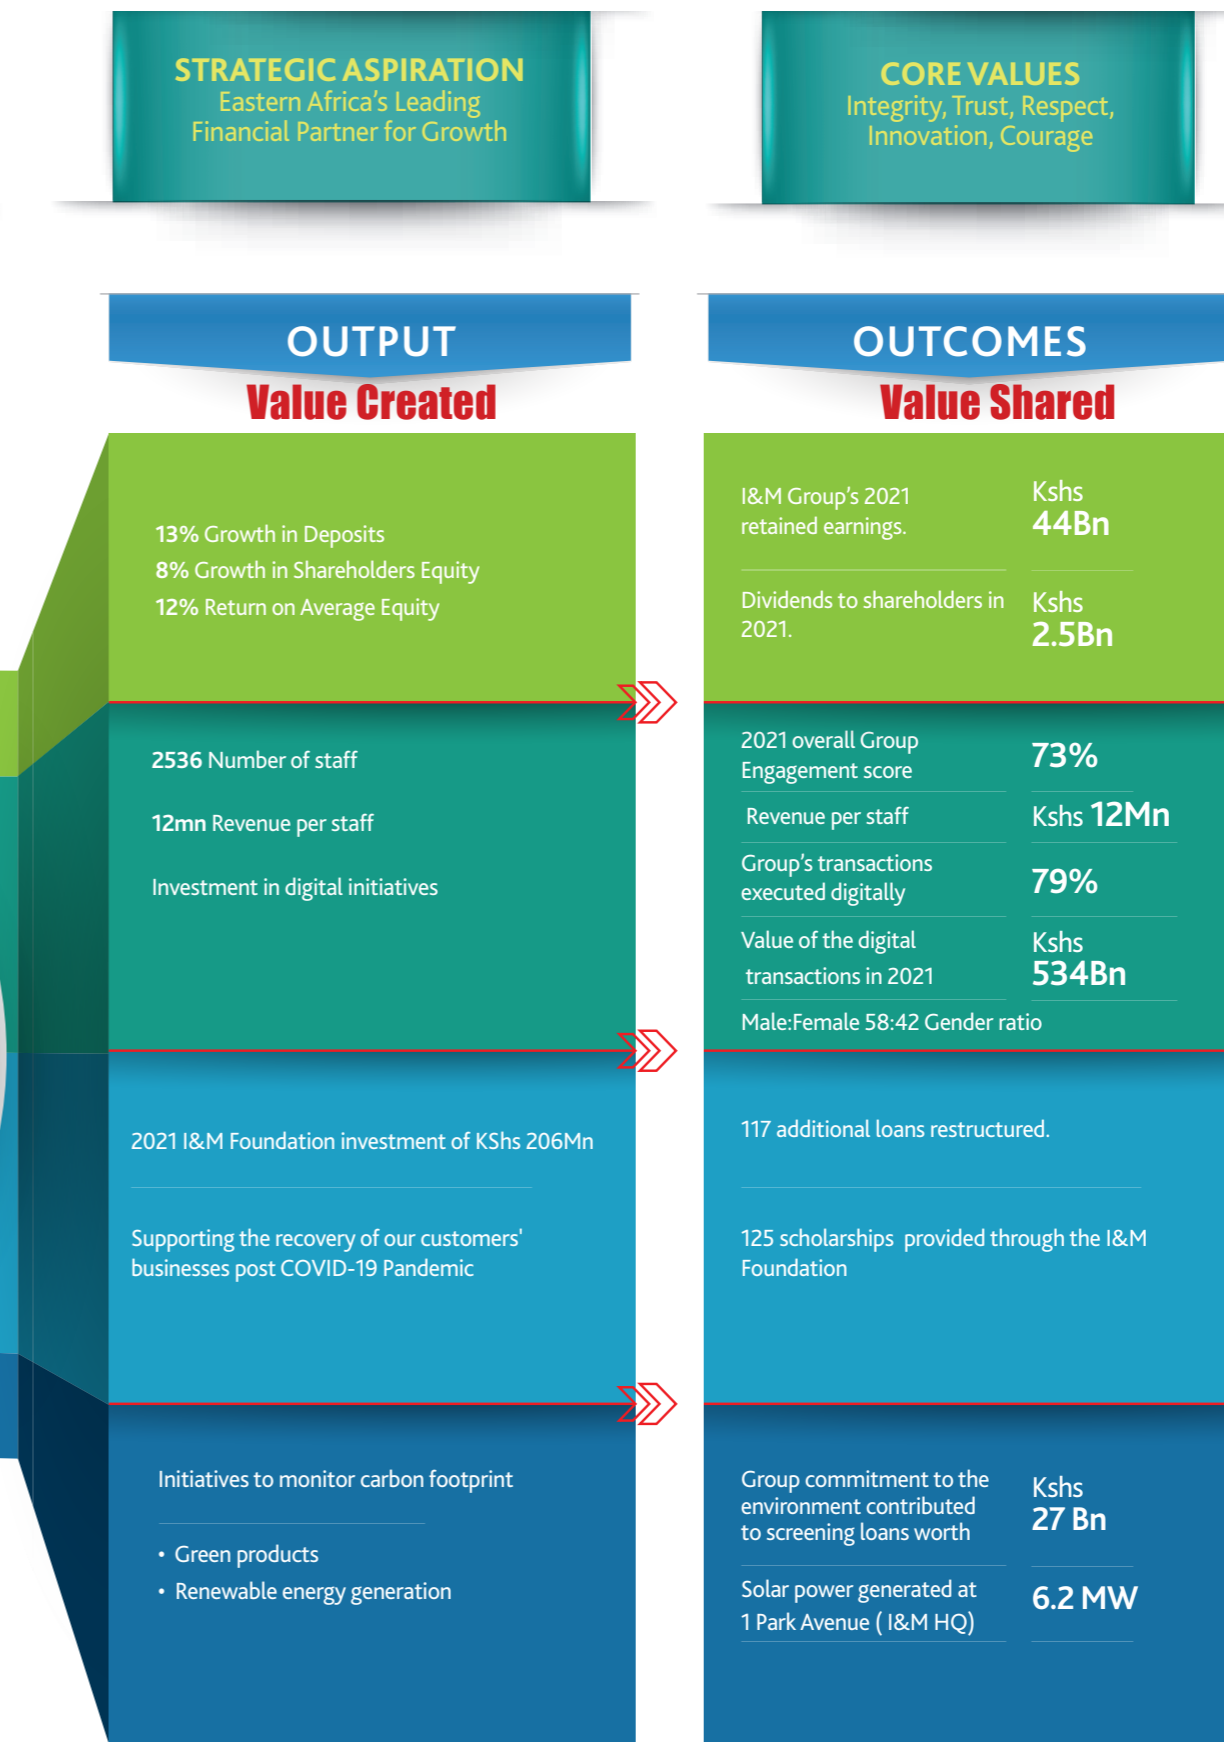 STRATEGIC ASPIRATION
Eastern Africa's Leading
Financial Partner for Growth
CORE VALUES
Integrity, Trust, Respect,
Innovation, Courage
OUTPUT
Value Created
13% Growth in Deposits
8% Growth in Shareholders Equity
12% Return on Average Equity
2536 Number of staff
12mn Revenue per staff
Investment in digital initiatives
2021 I&M Foundation investment of KShs 206Mn
Supporting the recovery of our customers'
businesses post COVID-19 Pandemic
Initiatives to monitor carbon footprint
• Green products
• Renewable energy generation
OUTCOMES
Value Shared
I&M Group's 2021
retained earnings.
Kshs
44Bn
Dividends to shareholders in
2021.
Kshs
2.5Bn
2021 overall Group
Engagement score
73%
Revenue per staff
Kshs 12Mn
Group's transactions
executed digitally
79%
Value of the digital
transactions in 2021
Kshs
534Bn
Male:Female 58:42 Gender ratio
117 additional loans restructured.
125 scholarships provided through the I&M
Foundation
Group commitment to the
environment contributed
to screening loans worth
Kshs
27 Bn
Solar power generated at
1 Park Avenue ( I&M HQ)
6.2 MW